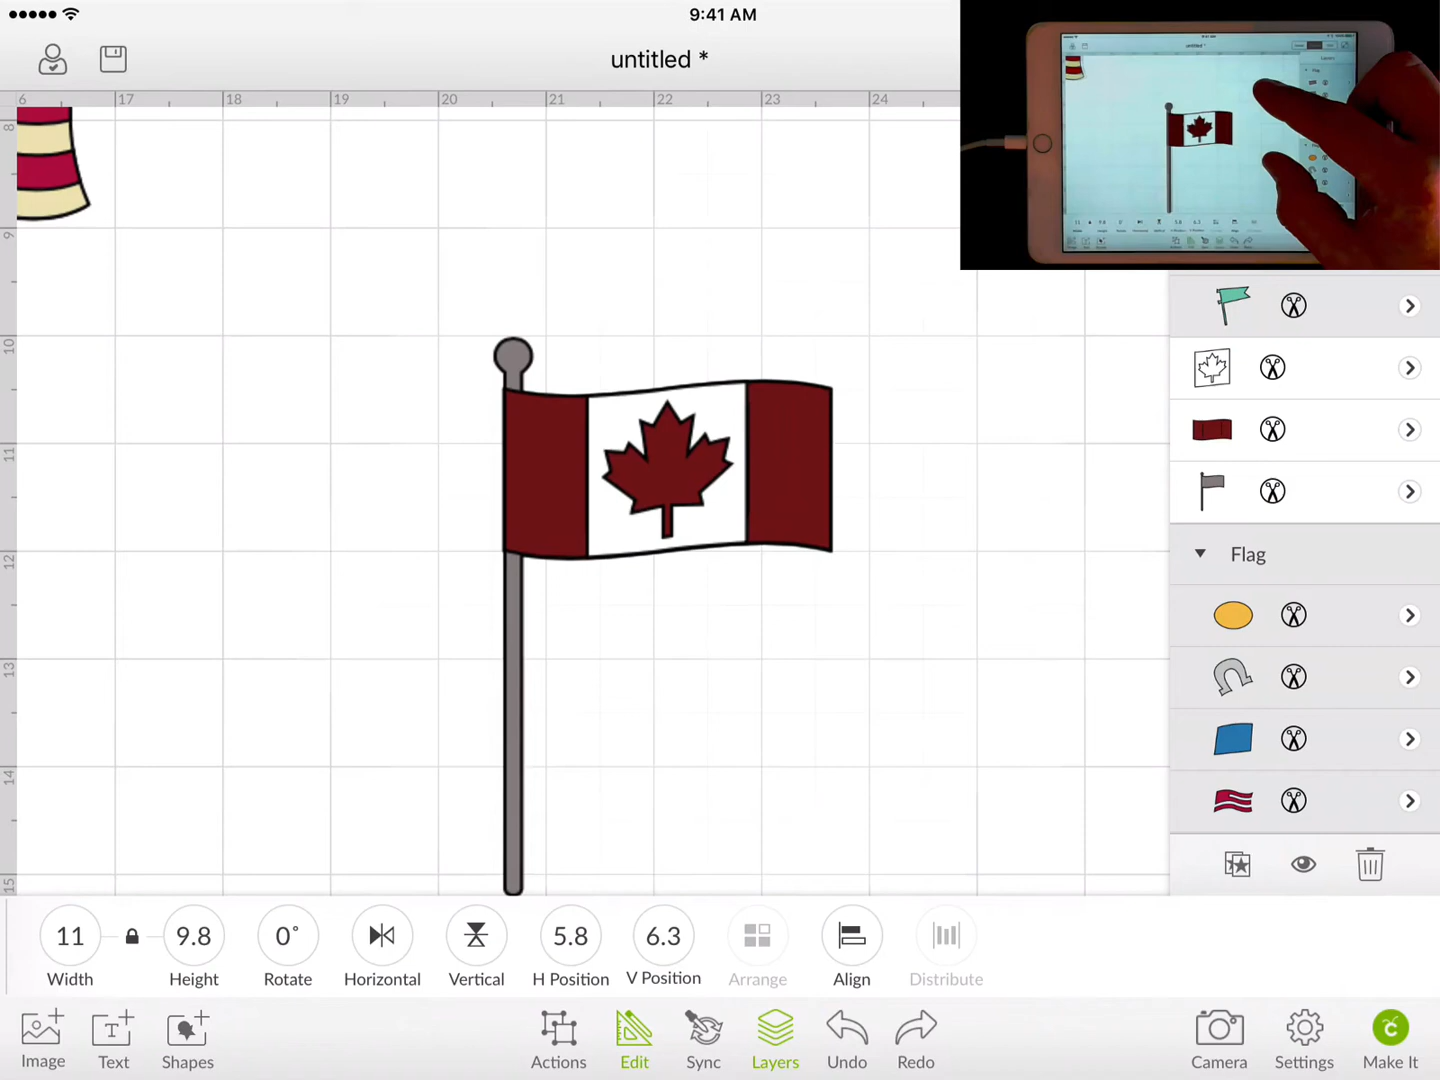 9:41 AM
untitled *
6 17 18 19 20 21 22 23 24
8
9
10
11
12
13
14
15
Flag
11 9.8 0° 5.8 6.3
Width Height Rotate Horizontal Vertical H Position V Position Arrange Align Distribute
Image Text Shapes Actions Edit Sync Layers Undo Redo Camera Settings Make It